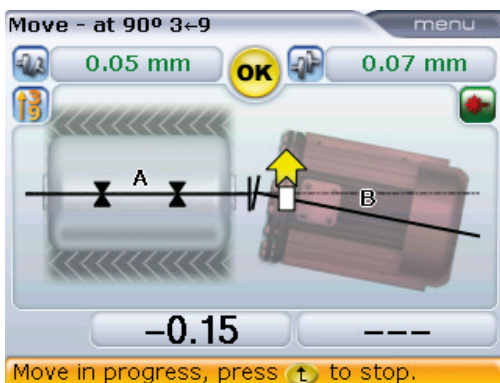 Move - at 90º 3←9 menu
0.05 mm OK 0.07 mm
3
9
A
B
-0.15 ---
Move in progress, press to stop.